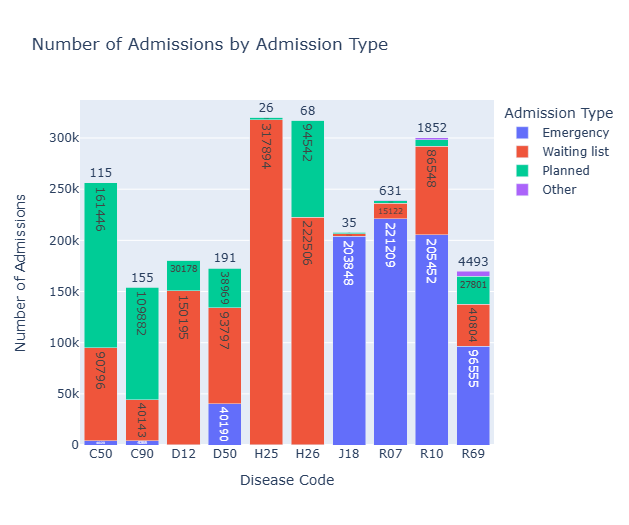 Number of Admissions by Admission Type
Admission Type
Emergency
Waiting list
Planned
Other
Number of Admissions
300k
250k
200k
150k
100k
50k
0
115
161446
90796
155
109882
40143
30178
150195
191
38969
93797
40190
26
317894
68
94542
222506
35
203848
631
15122
221209
1852
86548
205452
4493
27801
40804
96555
C50 C90 D12 D50 H25 H26 J18 R07 R10 R69
Disease Code